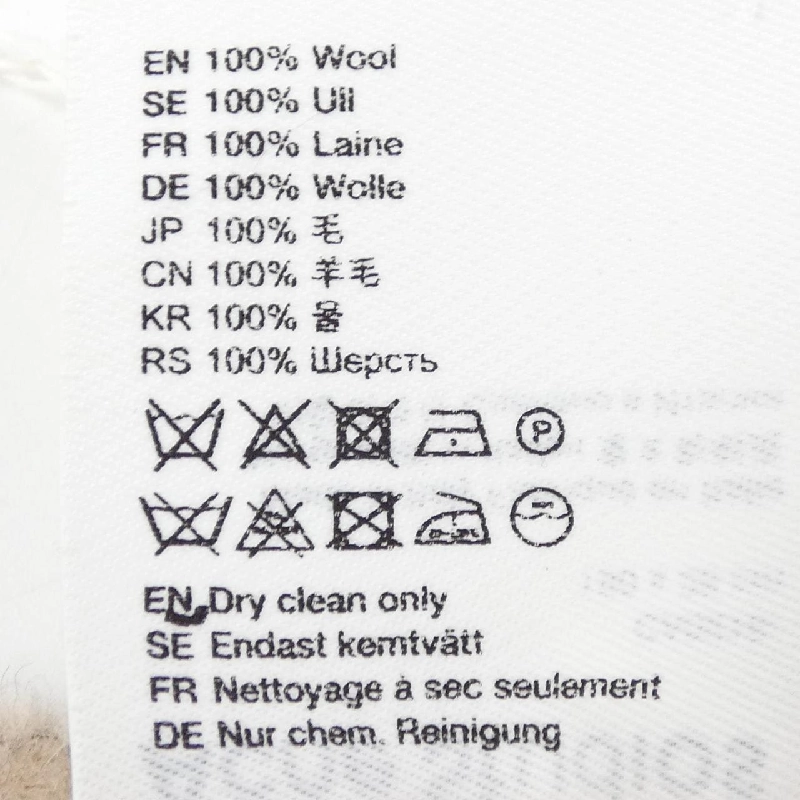 EN 100% Wool
SE 100% Ull
FR 100% Laine
DE 100% Wolle
JP 100% 毛
CN 100% 羊毛
KR 100% 울
RS 100% Шерсть
P
EN Dry clean only
SE Endast kemtvätt
FR Nettoyage à sec seulement
DE Nur chem. Reinigung